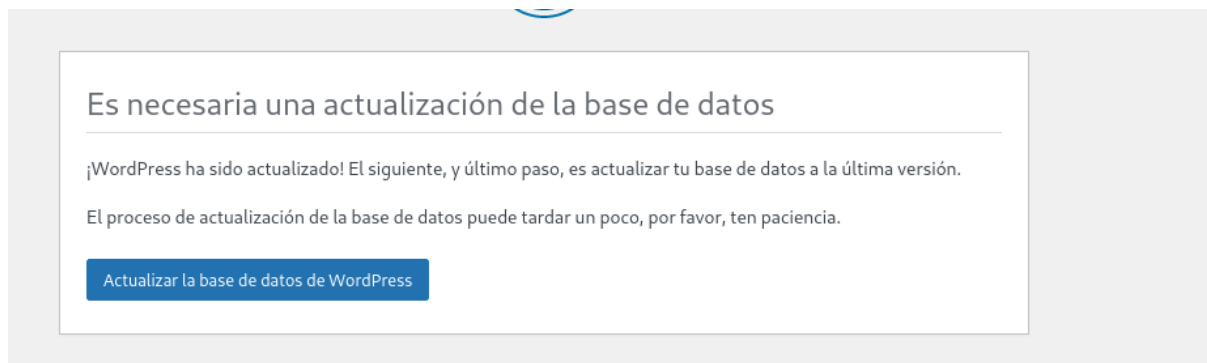 Es necesaria una actualización de la base de datos
¡WordPress ha sido actualizado! El siguiente, y último paso, es actualizar tu base de datos a la última versión.
El proceso de actualización de la base de datos puede tardar un poco, por favor, ten paciencia.
Actualizar la base de datos de WordPress